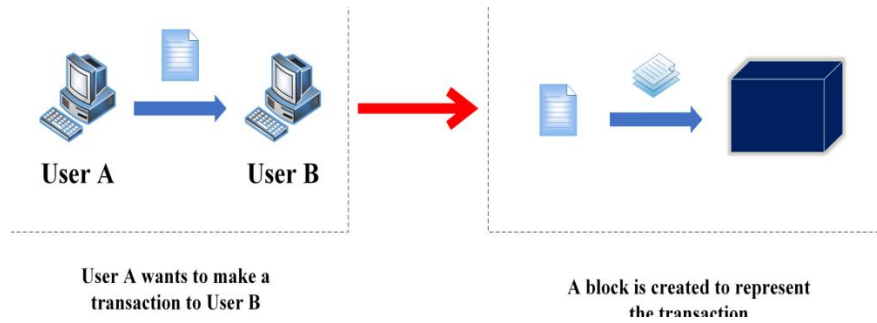 User A
User B
User A wants to make a
transaction to User B
A block is created to represent
the transaction